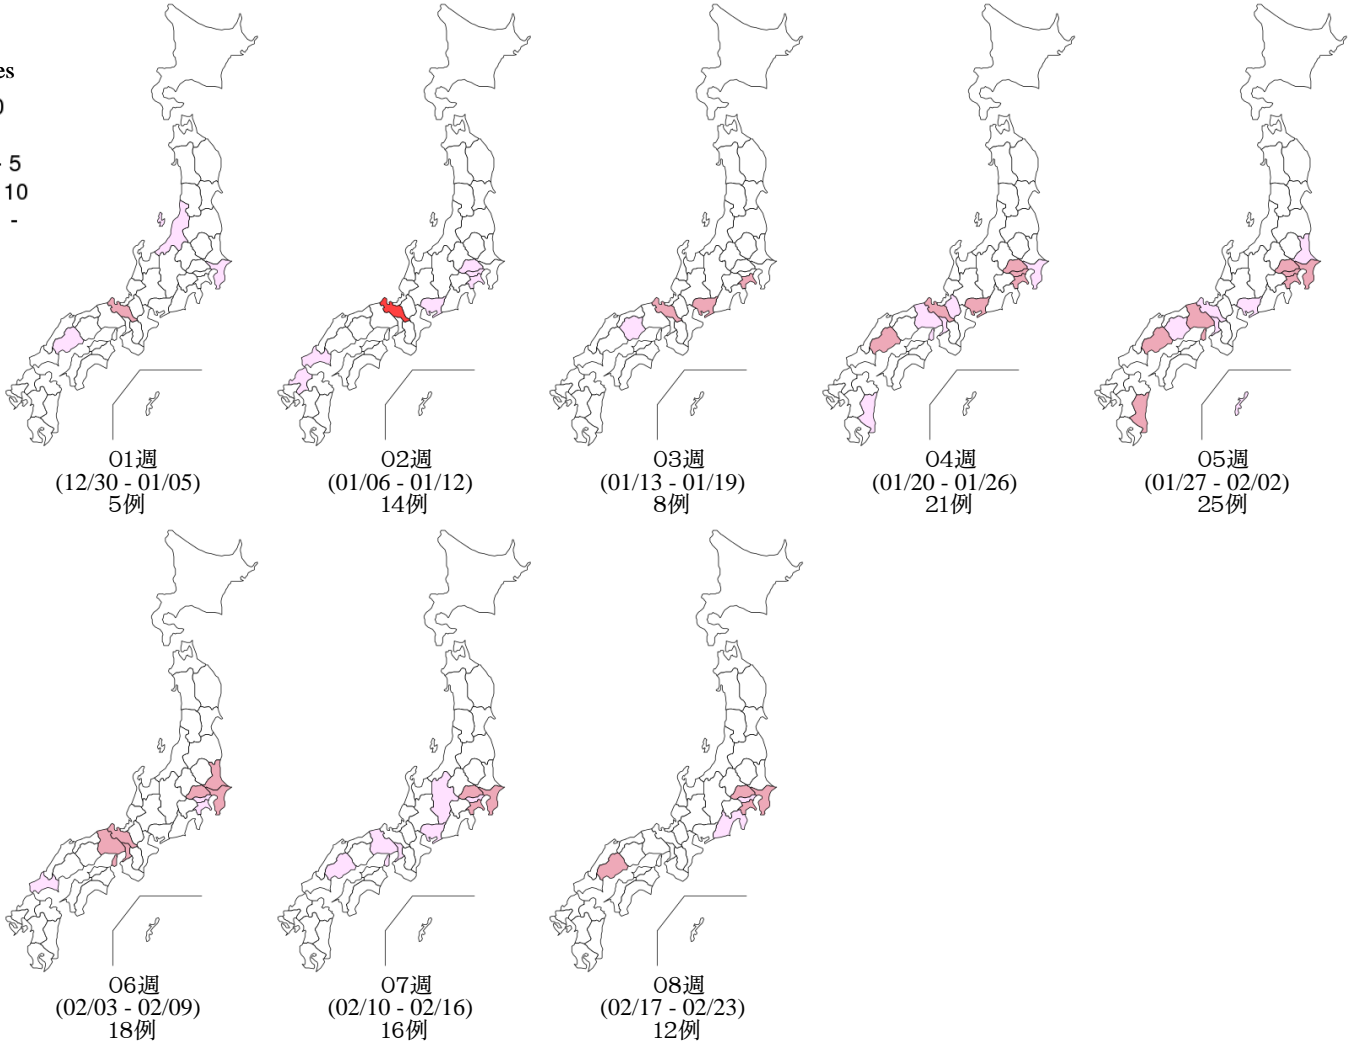 es
0
- 5
10
-
01週
(12/30 - 01/05)
5例
02週
(01/06 - 01/12)
14例
03週
(01/13 - 01/19)
8例
04週
(01/20 - 01/26)
21例
05週
(01/27 - 02/02)
25例
06週
(02/03 - 02/09)
18例
07週
(02/10 - 02/16)
16例
08週
(02/17 - 02/23)
12例